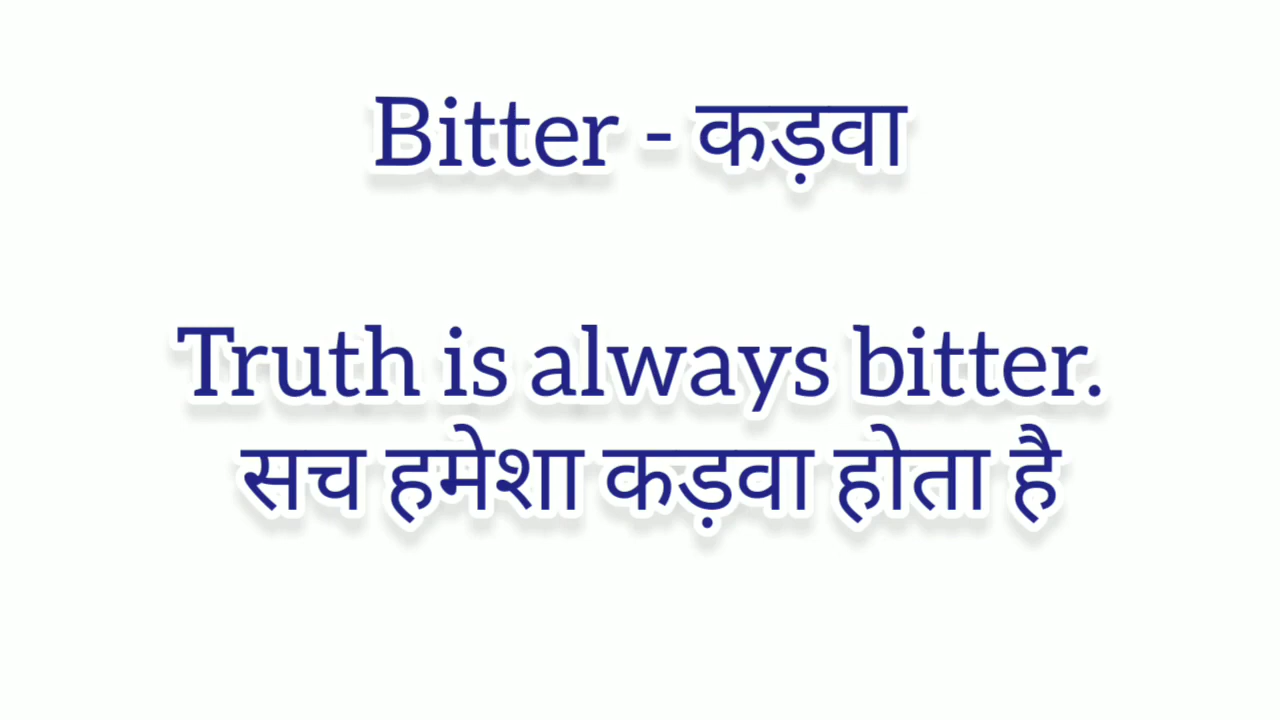 Bitter - कड़वा
Truth is always bitter.
सच हमेशा कड़वा होता है